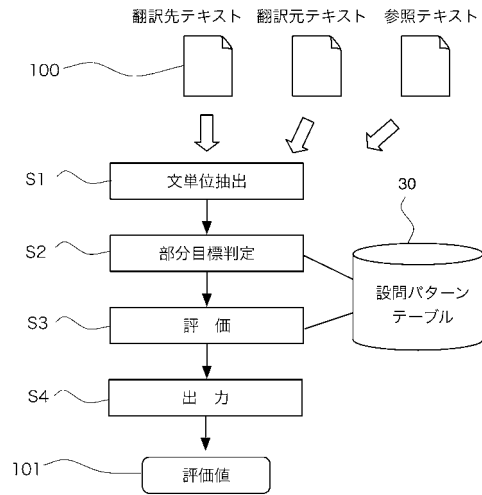 翻訳先テキスト 翻訳元テキスト 参照テキスト
100
S1 文単位抽出
30
S2 部分目標判定
設問パターン
テーブル
S3 評 価
S4 出 力
101 評価値